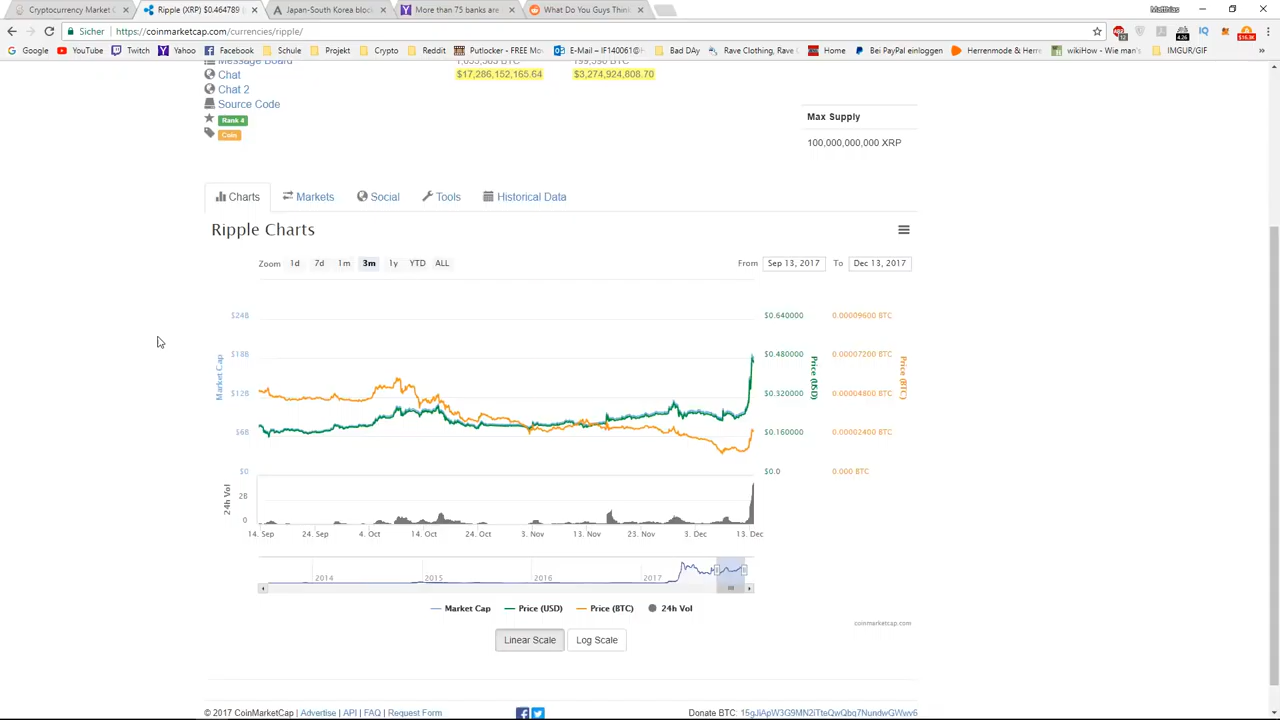 Cryptocurrency Market C
Ripple (XRP) $0.464789
Japan-South Korea block
More than 75 banks are
What Do You Guys Think
Matthias
Sicher | https://coinmarketcap.com/currencies/ripple/
Google YouTube Twitch Yahoo Facebook Schule Projekt Crypto Reddit Putlocker - FREE Mo E-Mail – IF140061@H Bad Day Rave Clothing, Rave C Home Bei PayPal einloggen Herrenmode & Herre wikiHow – Wie man's IMGUR/GIF
Message Board
Chat
$17,286,152,165.64 $3,274,924,808.70
Chat 2
Source Code
Rank 4
Coin
Max Supply
100,000,000,000 XRP
Charts Markets Social Tools Historical Data
Ripple Charts
Zoom 1d 7d 1m 3m 1y YTD ALL
From Sep 13, 2017 To Dec 13, 2017
$24B $0.640000 0.00009600 BTC
$18B $0.480000 0.00007200 BTC
$12B $0.320000 0.00004800 BTC
$6B $0.160000 0.00002400 BTC
$0 $0.0 0.000 BTC
Market Cap
Price (USD)
Price (BTC)
24h Vol
2B
0
14. Sep 24. Sep 4. Oct 14. Oct 24. Oct 3. Nov 13. Nov 23. Nov 3. Dec 13. Dec
2014 2015 2016 2017
Market Cap Price (USD) Price (BTC) 24h Vol
coinmarketcap.com
Linear Scale Log Scale
© 2017 CoinMarketCap | Advertise | API | FAQ | Request Form
Donate BTC: